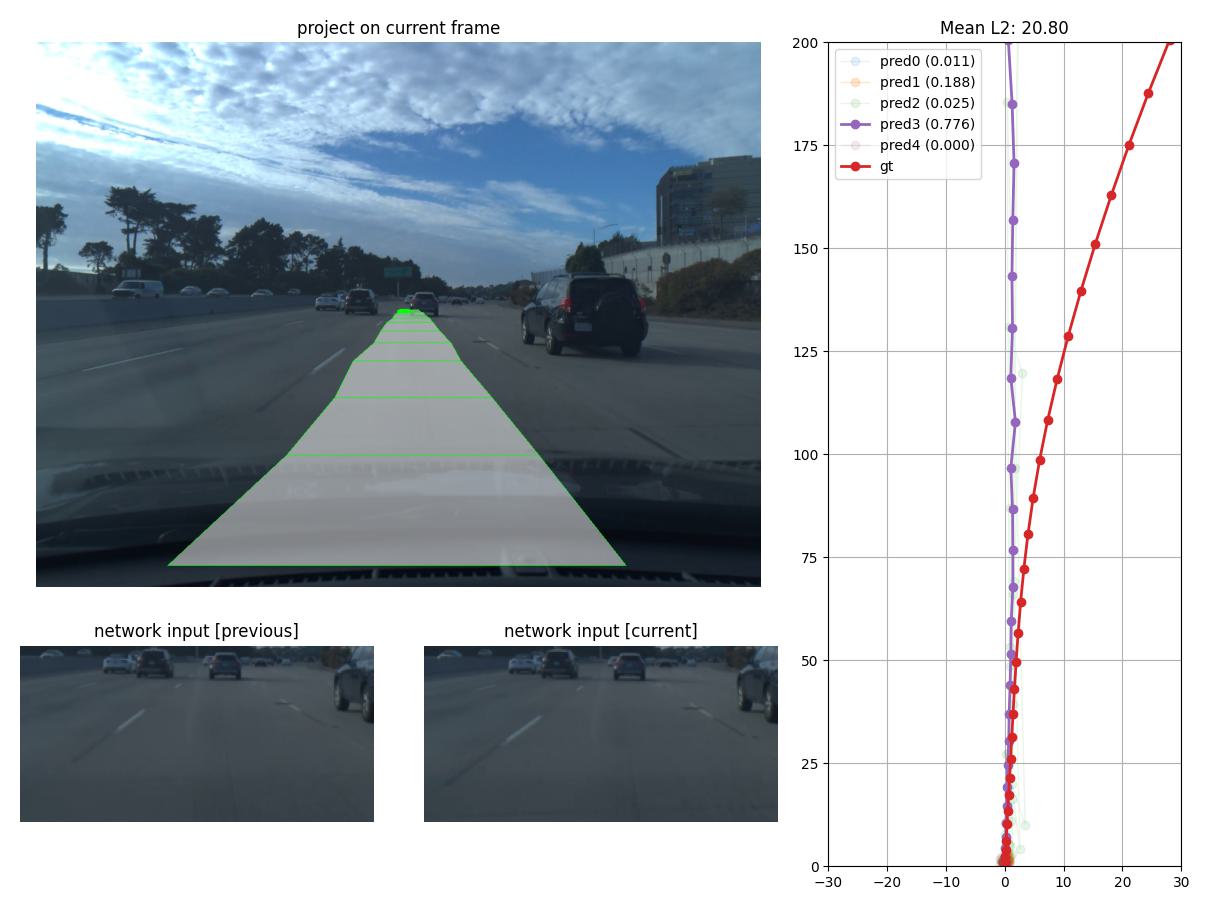 project on current frame
Mean L2: 20.80
200
175
150
125
100
75
50
25
0
−30
−20
−10
0
10
20
30
pred0 (0.011)
pred1 (0.188)
pred2 (0.025)
pred3 (0.776)
pred4 (0.000)
gt
network input [previous]
network input [current]